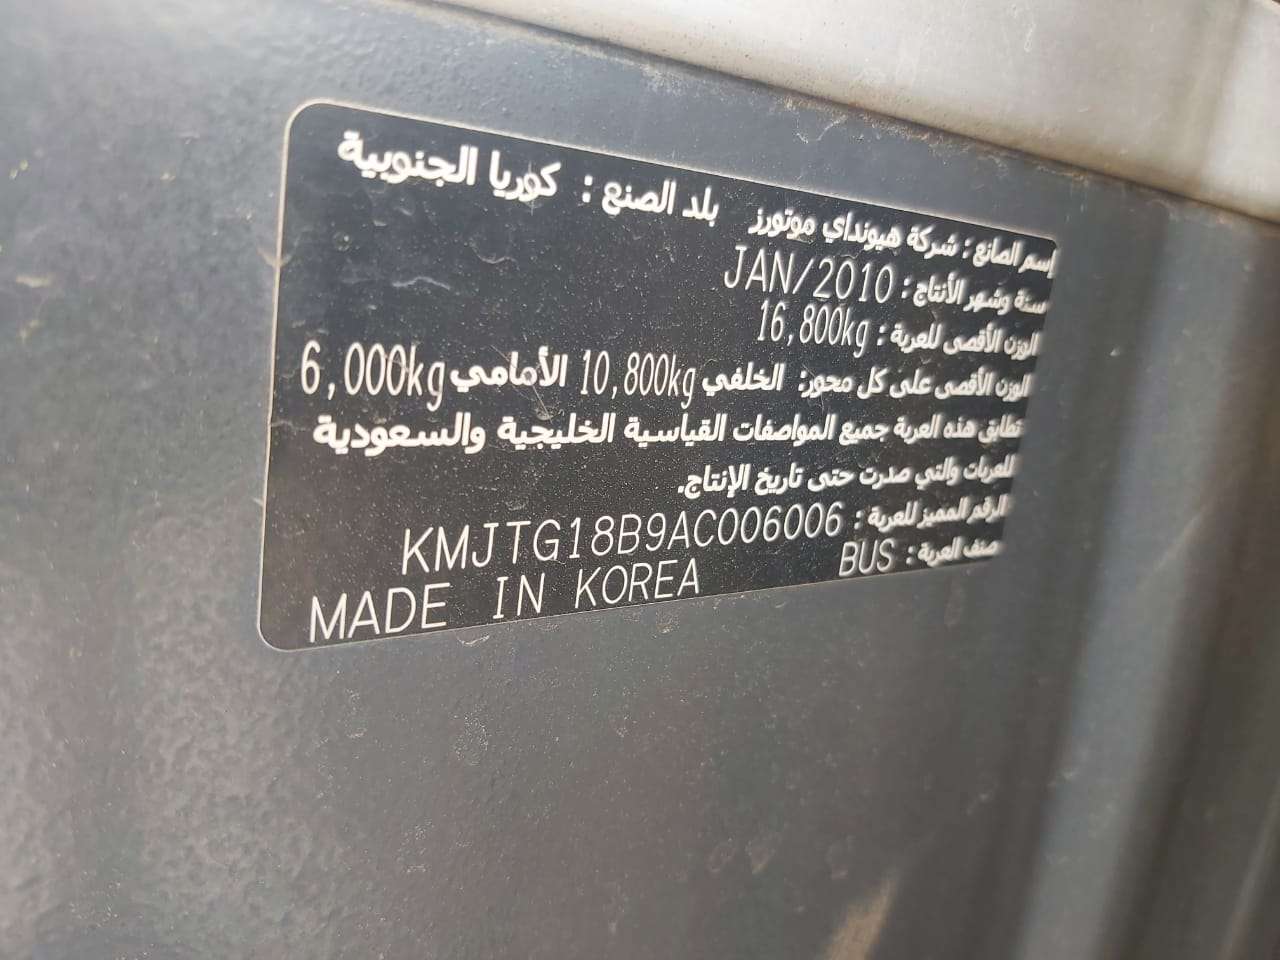 إسم الصانع : شركة هيونداي موتورز بلد الصنع : كوريا الجنوبية
سنة وشهر الأنتاج : JAN/2010
الوزن الأقصى للعربة : 16,800kg
الوزن الأقصى على كل محور: الخلفي 10,800kg الأمامي 6,000kg
تطابق هذه العربة جميع المواصفات القياسية الخليجية والسعودية
للعربات والتي صدرت حتى تاريخ الإنتاج.
الرقم المميز للعربة : KMJTG18B9AC006006
صنف العربة : BUS
MADE IN KOREA